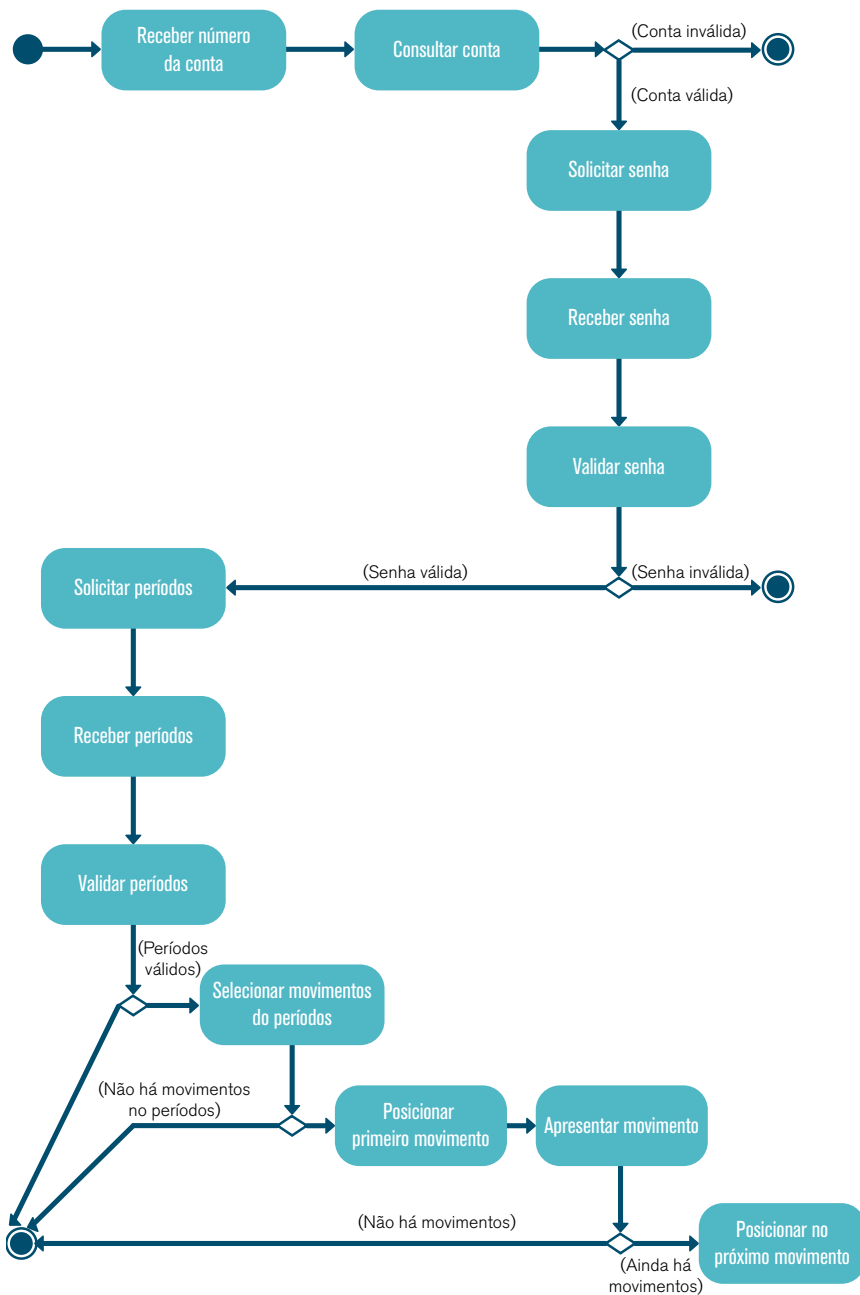 Receber número
da conta
Consultar conta
(Conta inválida)
(Conta válida)
Solicitar senha
Receber senha
Validar senha
(Senha válida)
(Senha inválida)
Solicitar períodos
Receber períodos
Validar períodos
(Períodos
válidos)
Selecionar movimentos
do períodos
(Não há movimentos
no períodos)
Posicionar
primeiro movimento
Apresentar movimento
(Não há movimentos)
(Ainda há
movimentos)
Posicionar no
próximo movimento